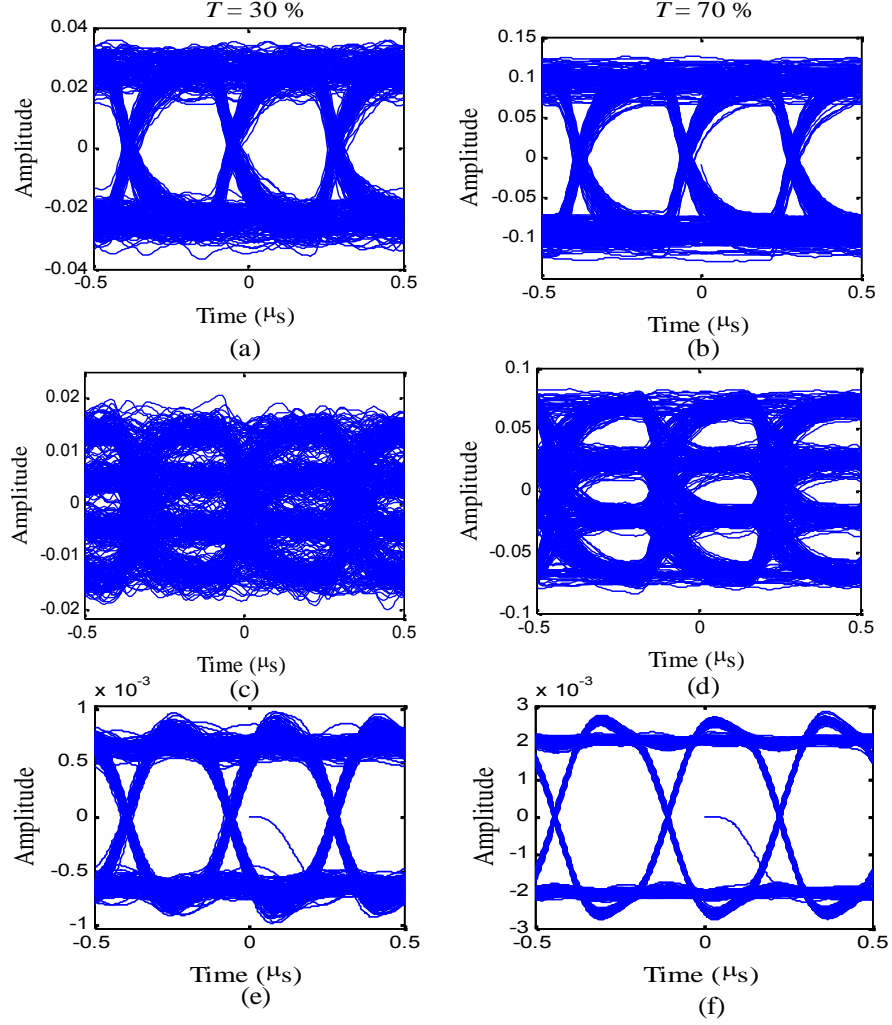 T = 30 %
T = 70 %
0.04
0.02
0
-0.02
-0.04
-0.5
0
0.5
Amplitude
Time (μs)
(a)
0.15
0.1
0.05
0
-0.05
-0.1
-0.5
0
0.5
Amplitude
Time (μs)
(b)
0.02
0.01
0
-0.01
-0.02
-0.5
0
0.5
Amplitude
Time (μs)
(c)
0.1
0.05
0
-0.05
-0.1
-0.5
0
0.5
Amplitude
Time (μs)
(d)
x 10-3
1
0.5
0
-0.5
-1
-0.5
0
0.5
Amplitude
Time (μs)
(e)
x 10-3
3
2
1
0
-1
-2
-3
-0.5
0
0.5
Amplitude
Time (μs)
(f)